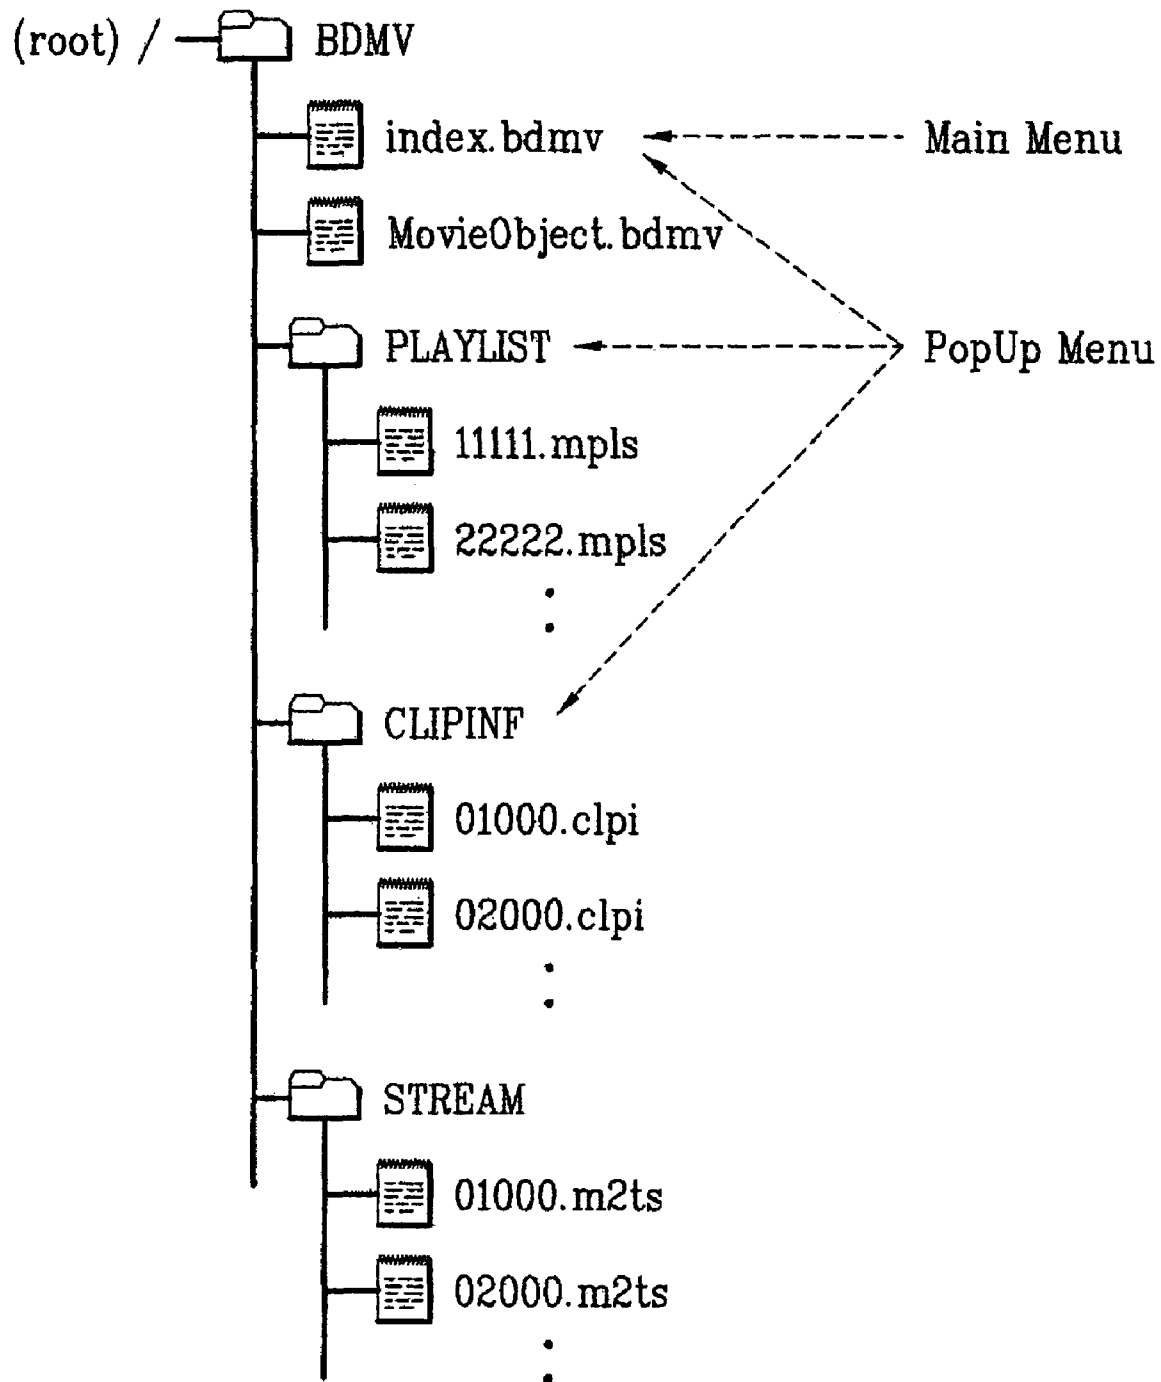 (root) / BDMV
index.bdmv Main Menu
MovieObject.bdmv
PLAYLIST PopUp Menu
11111.mpls
22222.mpls
CLIPINF
01000.clpi
02000.clpi
STREAM
01000.m2ts
02000.m2ts